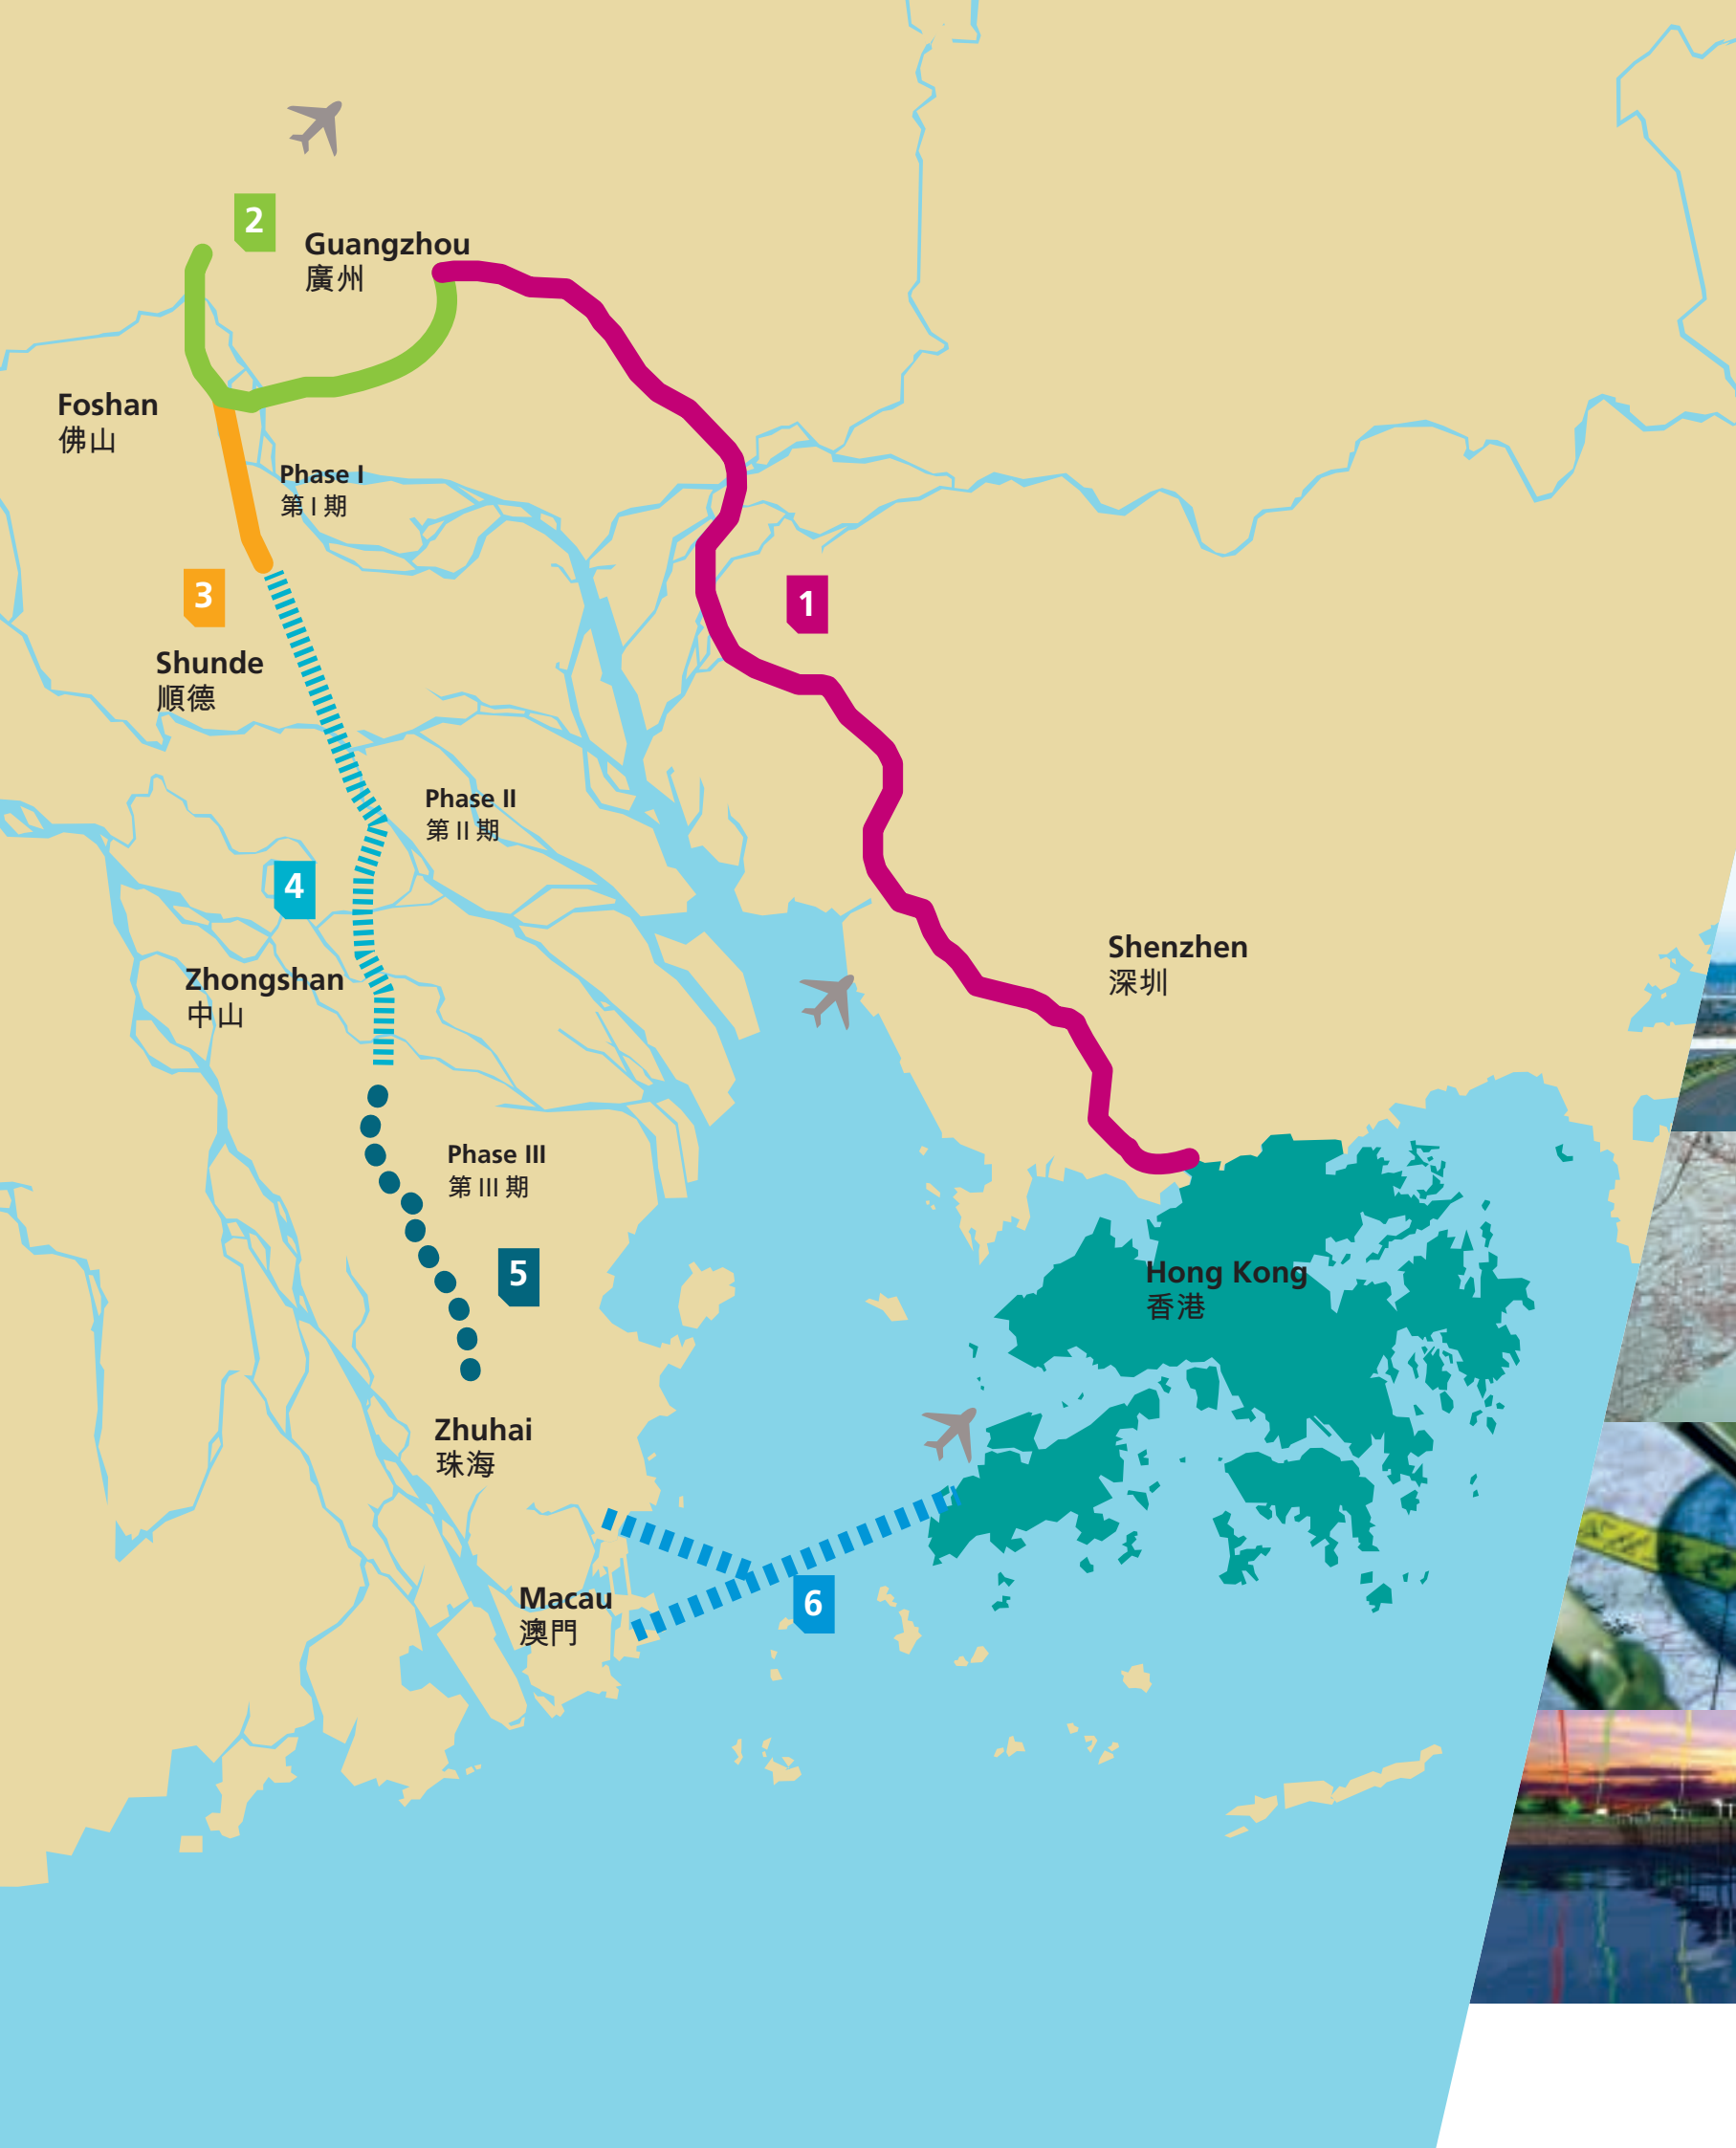 2
Guangzhou
廣州
Foshan
佛山
Phase I
第 I 期
3
1
Shunde
順德
Phase II
第 II 期
4
Shenzhen
深圳
Zhongshan
中山
Phase III
第 III 期
5
Hong Kong
香港
Zhuhai
珠海
6
Macau
澳門